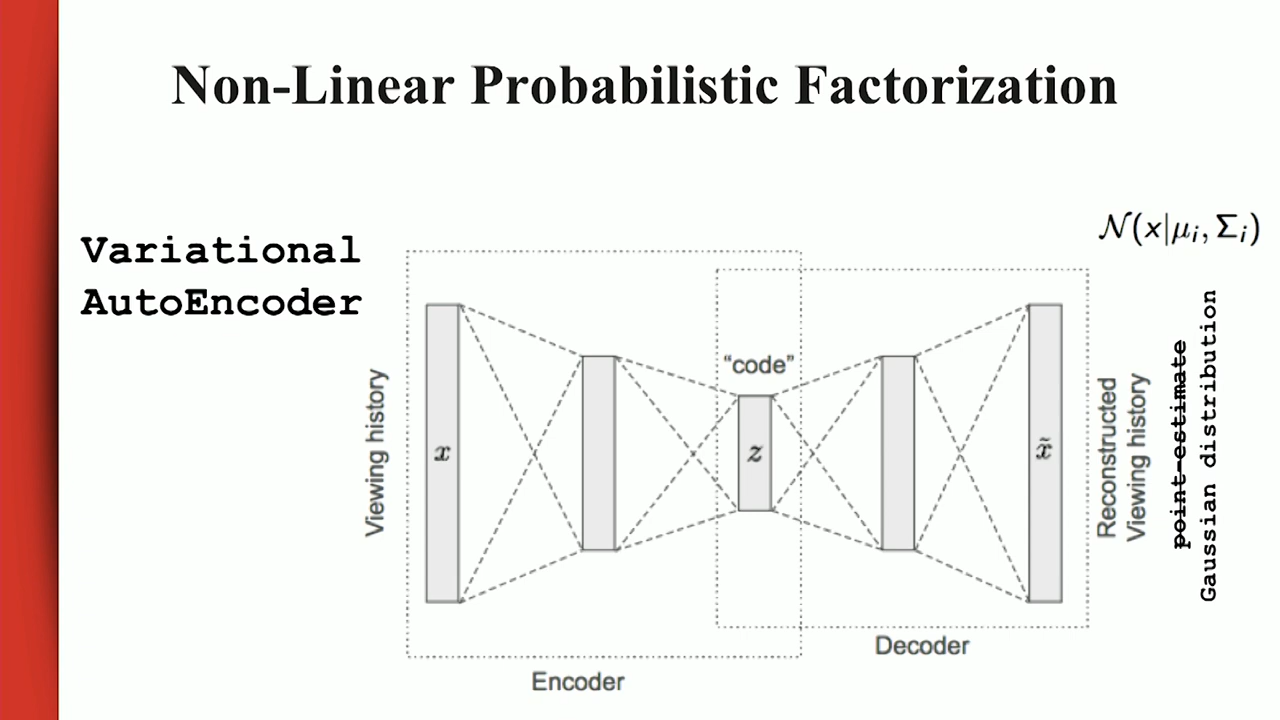 Non-Linear Probabilistic Factorization
𝒩(x|μᵢ, Σᵢ)
Variational
AutoEncoder
"code"
Viewing history
x
z
x̃
Reconstructed
Viewing history
point-estimate
Gaussian distribution
Decoder
Encoder